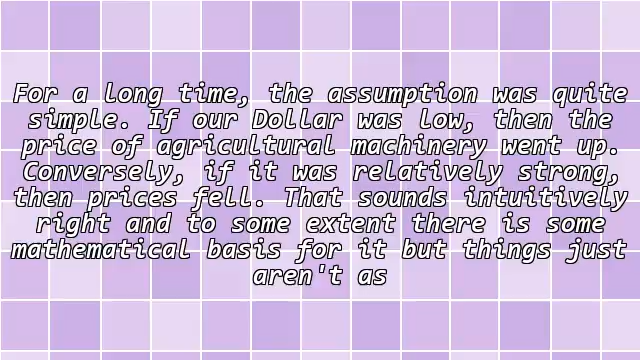 For a long time, the assumption was quite
simple. If our Dollar was low, then the
price of agricultural machinery went up.
Conversely, if it was relatively strong,
then prices fell. That sounds intuitively
right and to some extent there is some
mathematical basis for it but things just
aren't as